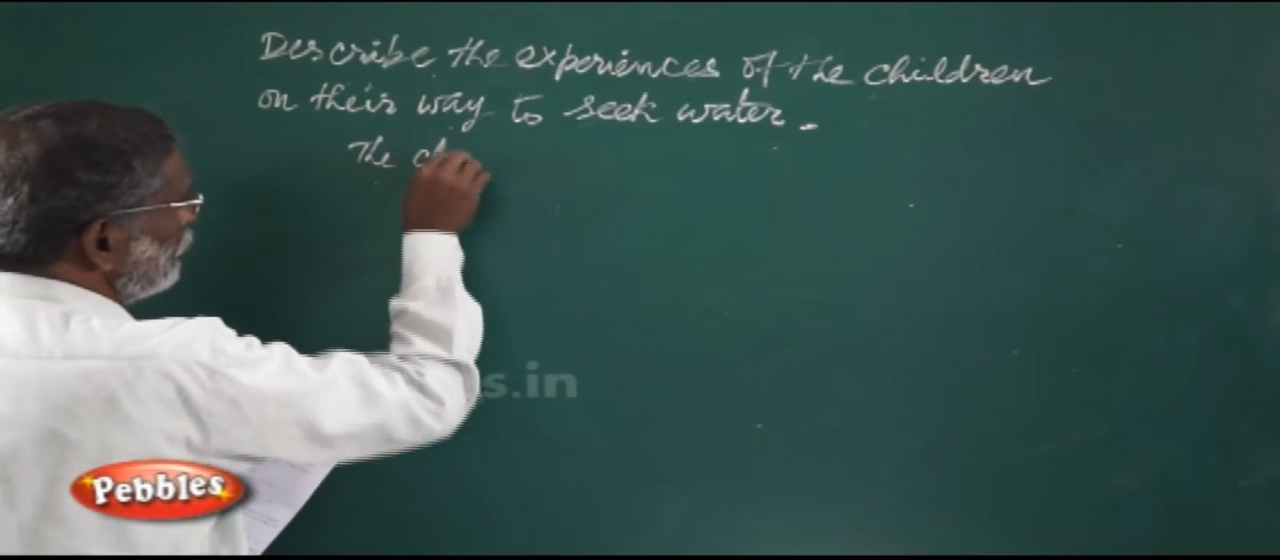 Describe the experiences of the children
on their way to seek water.
The
s.in
Pebbles